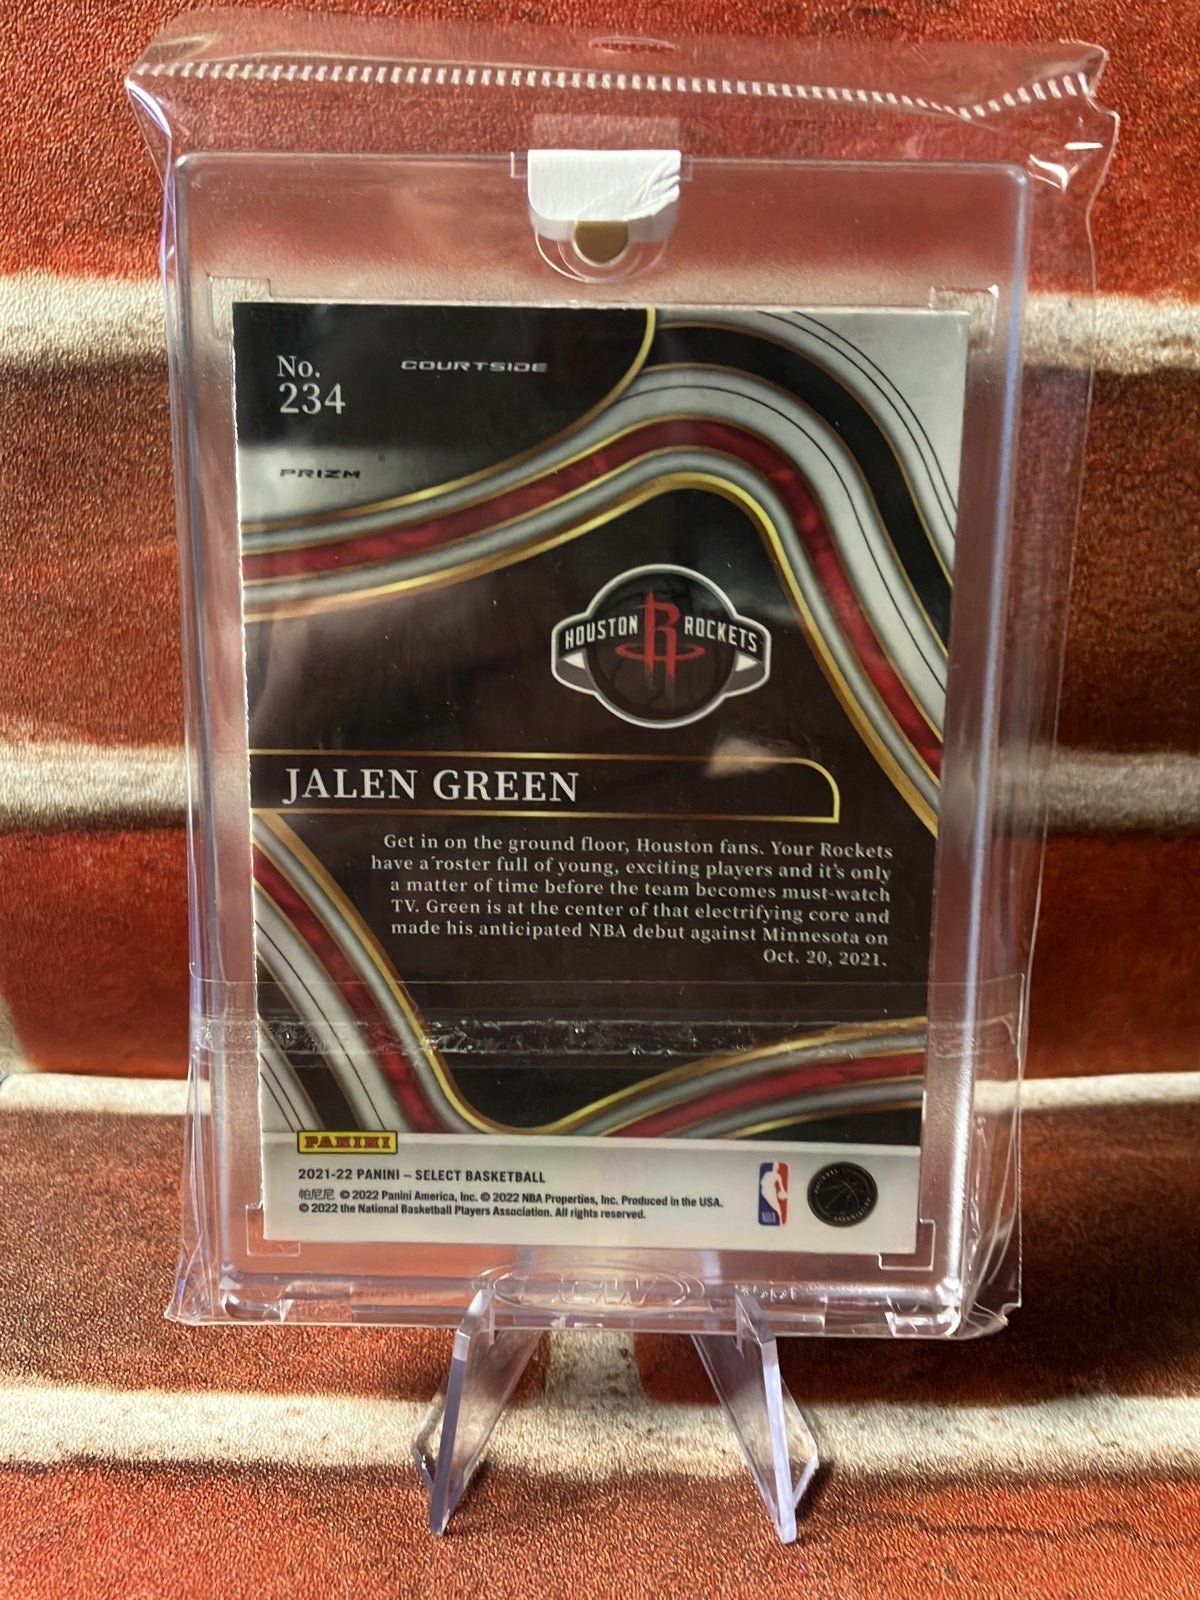 No.
234
COURTSIDE
PRIZM
HOUSTON R ROCKETS
JALEN GREEN
Get in on the ground floor, Houston fans. Your Rockets
have a roster full of young, exciting players and it's only
a matter of time before the team becomes must-watch
TV. Green is at the center of that electrifying core and
made his anticipated NBA debut against Minnesota on
Oct. 20, 2021.
PANINI
2021-22 PANINI – SELECT BASKETBALL
帕尼尼 © 2022 Panini America, Inc. © 2022 NBA Properties, Inc. Produced in the USA.
© 2022 the National Basketball Players Association. All rights reserved.
NBA